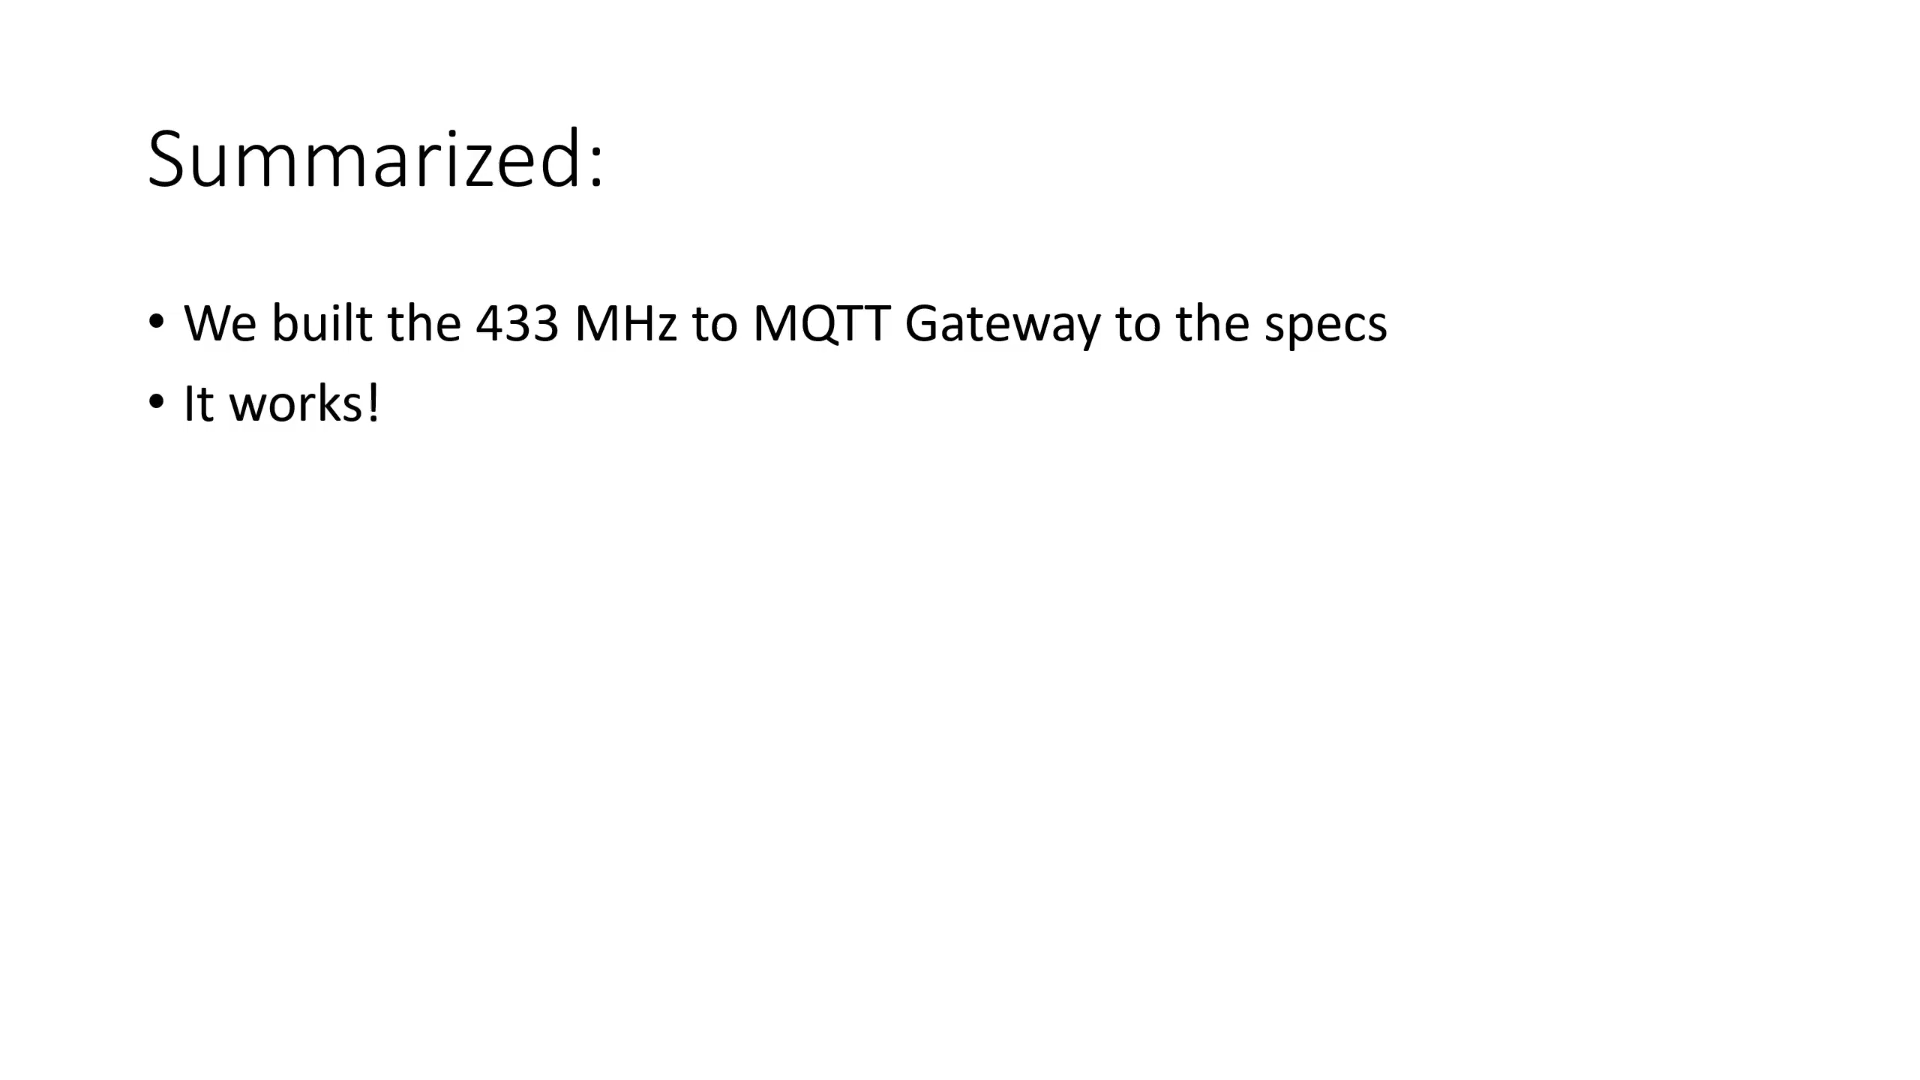 Summarized:
• We built the 433 MHz to MQTT Gateway to the specs
• It works!